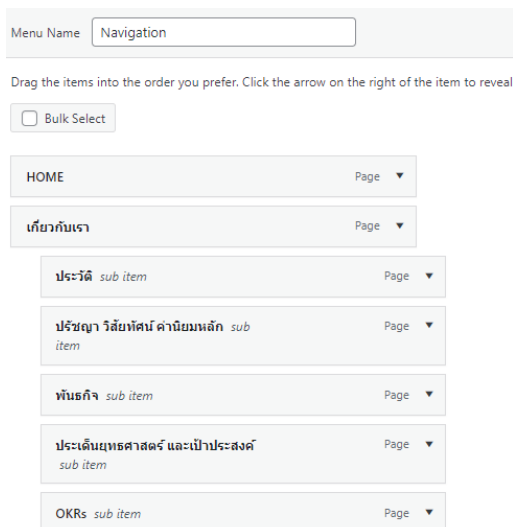 Menu Name Navigation
Drag the items into the order you prefer. Click the arrow on the right of the item to reveal
Bulk Select
HOME Page
เกี่ยวกับเรา Page
ประวัติ sub item Page
ปรัชญา วิสัยทัศน์ ค่านิยมหลัก sub Page
item
พันธกิจ sub item Page
ประเด็นยุทธศาสตร์ และเป้าประสงค์ Page
sub item
OKRs sub item Page